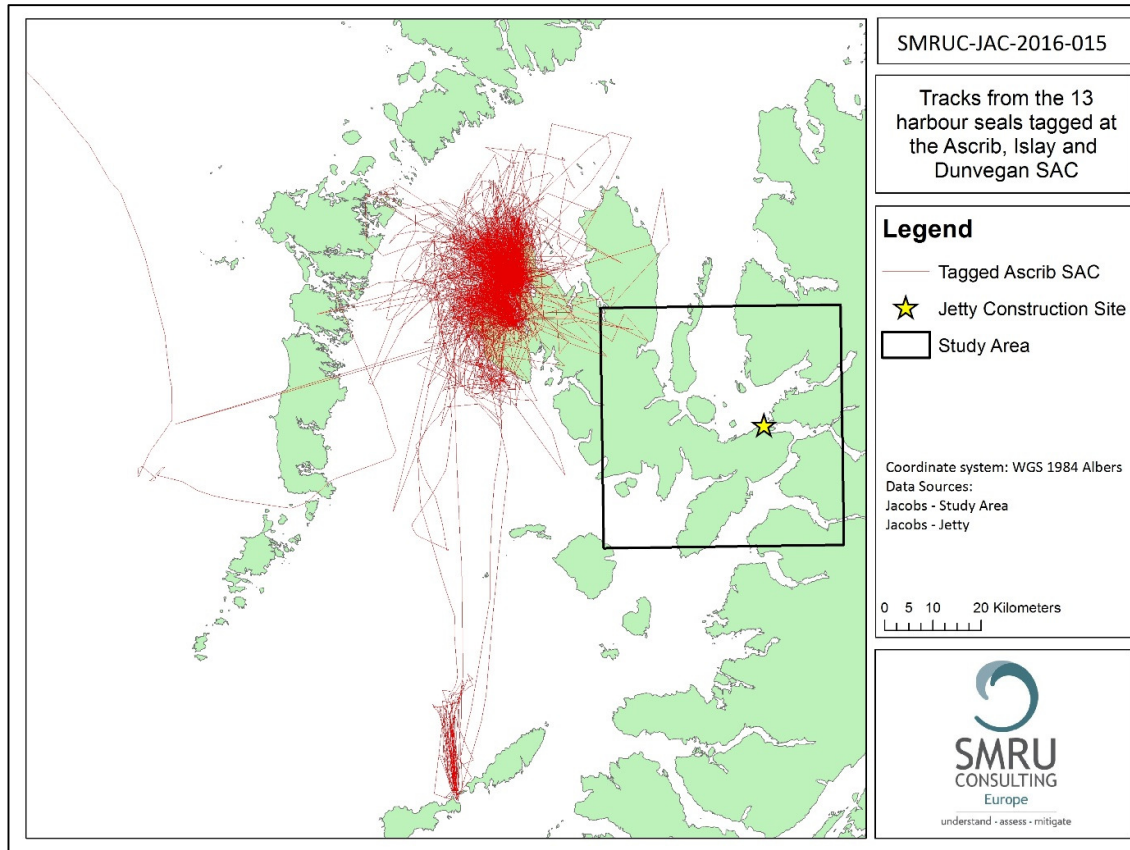 SMRUC-JAC-2016-015
Tracks from the 13
harbour seals tagged at
the Ascrib, Islay and
Dunvegan SAC
Legend
Tagged Ascrib SAC
Jetty Construction Site
Study Area
Coordinate system: WGS 1984 Albers
Data Sources:
Jacobs - Study Area
Jacobs - Jetty
0 5 10 20 Kilometers
SMRU
CONSULTING
Europe
understand - assess - mitigate